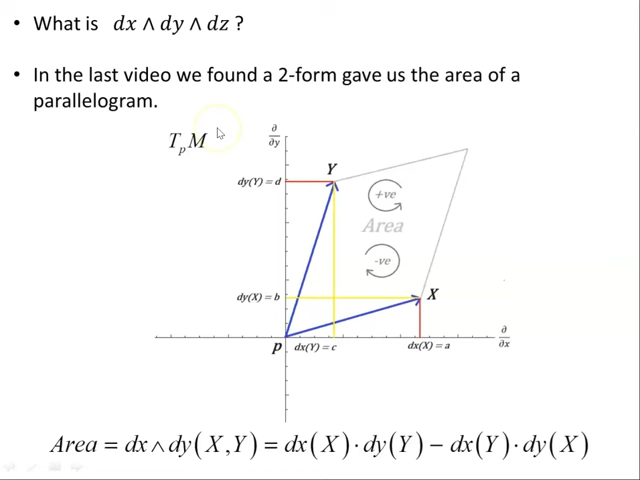 • What is dx ∧ dy ∧ dz ?
• In the last video we found a 2-form gave us the area of a
parallelogram.
TpM
∂/∂y
Y
dy(Y) = d
+ve
Area
-ve
dy(X) = b
X
∂/∂x
p
dx(Y) = c
dx(X) = a
Area = dx ∧ dy(X,Y) = dx(X)·dy(Y) − dx(Y)·dy(X)